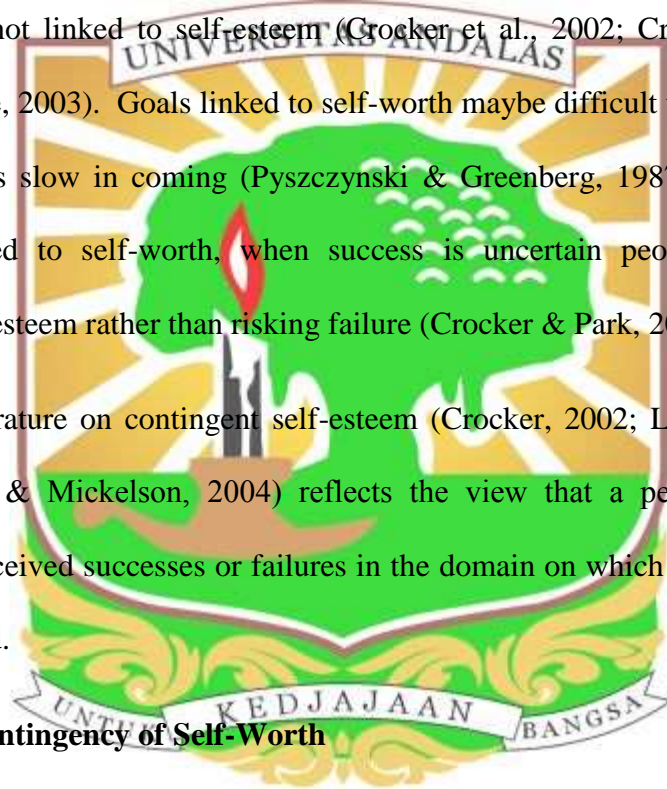 not linked to self-esteem (Crocker et al., 2002; Cr
UNIVERSITAS ANDALAS
, 2003). Goals linked to self-worth maybe difficult
s slow in coming (Pyszczynski & Greenberg, 1987
ed to self-worth, when success is uncertain peo
esteem rather than risking failure (Crocker & Park, 2
rature on contingent self-esteem (Crocker, 2002; L
& Mickelson, 2004) reflects the view that a pe
ceived successes or failures in the domain on which
UNTUK KEDJAJAAN BANGSA
ntingency of Self-Worth